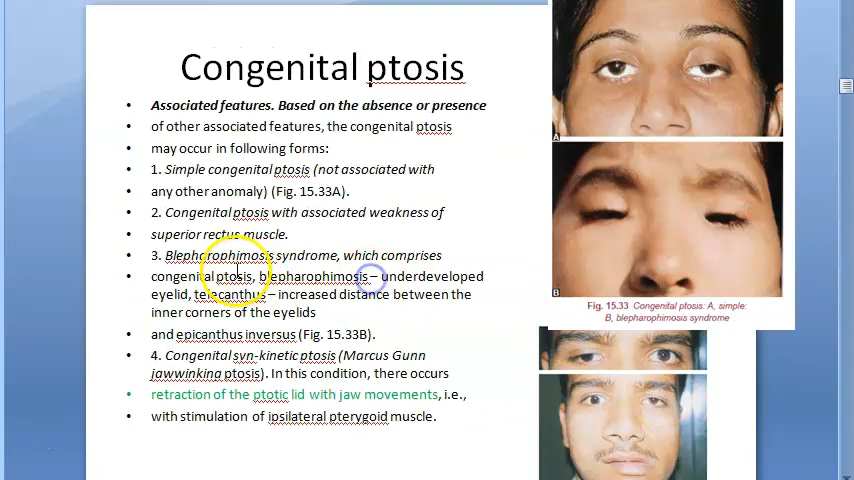 Congenital ptosis
• Associated features. Based on the absence or presence
• of other associated features, the congenital ptosis
• may occur in following forms:
• 1. Simple congenital ptosis (not associated with
• any other anomaly) (Fig. 15.33A).
• 2. Congenital ptosis with associated weakness of
• superior rectus muscle.
• 3. Blepharophimosis syndrome, which comprises
• congenital ptosis, blepharophimosis – underdeveloped
eyelid, telecanthus – increased distance between the
inner corners of the eyelids
• and epicanthus inversus (Fig. 15.33B).
• 4. Congenital syn-kinetic ptosis (Marcus Gunn
jawwinking ptosis). In this condition, there occurs
• retraction of the ptotic lid with jaw movements, i.e.,
• with stimulation of ipsilateral pterygoid muscle.
A
B
Fig. 15.33 Congenital ptosis: A, simple:
B, blepharophimosis syndrome